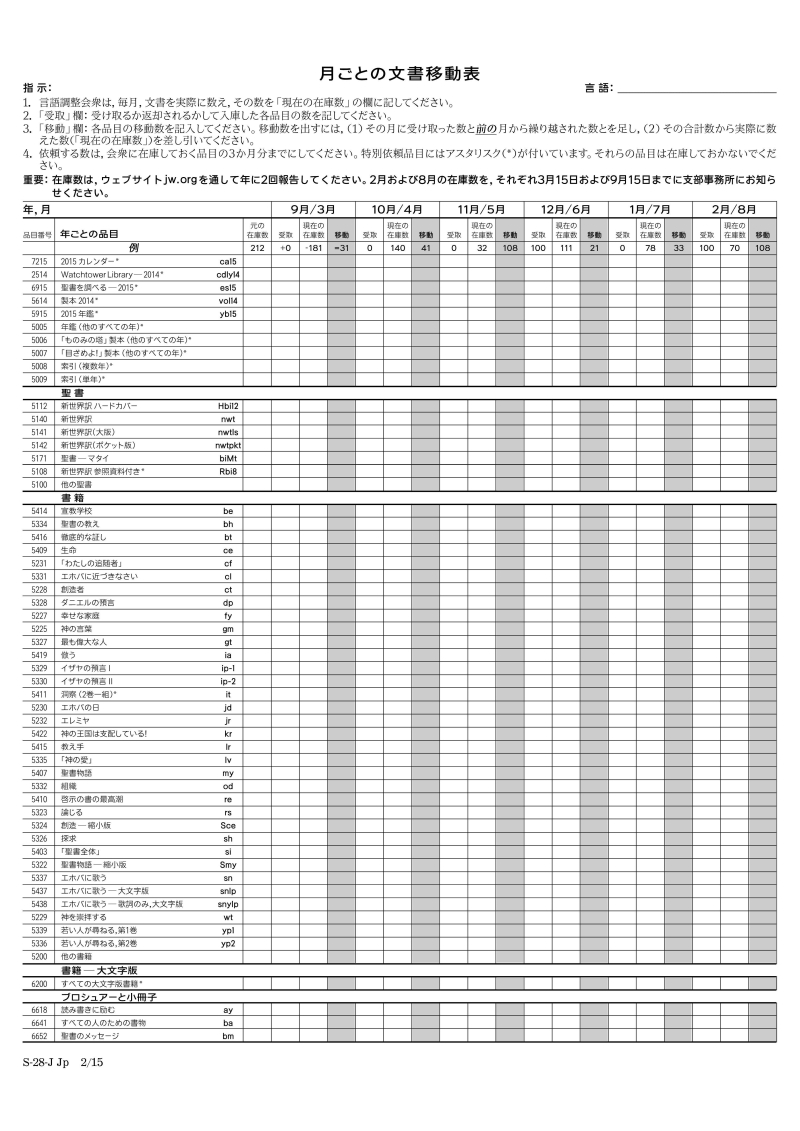 月ごとの文書移動表
指 示： 言 語：
1. 言語調整会衆は，毎月，文書を実際に数え，その数を「現在の在庫数」の欄に記してください。
2. 「受取」欄：受け取るか返却されるかして入庫した各品目の数を記してください。
3. 「移動」欄：各品目の移動数を記入してください。移動数を出すには，（1）その月に受け取った数と前の月から繰り越された数とを足し，（2）その合計数から実際に数
えた数（「現在の在庫数」）を差し引いてください。
4. 依頼する数は，会衆に在庫しておく品目の3か月分までにしてください。特別依頼品目にはアスタリスク（*）が付いています。それらの品目は在庫しておかないでくだ
さい。
重要：在庫数は，ウェブサイトjw.orgを通して年に2回報告してください。2月および8月の在庫数を，それぞれ3月15日および9月15日までに支部事務所にお知ら
せください。
年，月 9月/3月 10月/4月 11月/5月 12月/6月 1月/7月 2月/8月
品目番号 年ごとの品目 元の在庫数 受取 現在の在庫数 移動 受取 現在の在庫数 移動 受取 現在の在庫数 移動 受取 現在の在庫数 移動 受取 現在の在庫数 移動 受取 現在の在庫数 移動
例 212 +0 -181 =31 0 140 41 0 32 108 100 111 21 0 78 33 100 70 108
7215 2015 カレンダー* ca15
2514 Watchtower Library — 2014* cdlyl4
6915 聖書を調べる — 2015* es15
5614 製本 2014* vol14
5915 2015 年鑑* yb15
5005 年鑑（他のすべての年）*
5006 「ものみの塔」製本（他のすべての年）*
5007 「目ざめよ！」製本（他のすべての年）*
5008 索引（複数年）*
5009 索引（単年）*
聖 書
5112 新世界訳 ハードカバー Hbi12
5140 新世界訳 nwt
5141 新世界訳（大版） nwtls
5142 新世界訳（ポケット版） nwtpkt
5171 聖書 — マタイ biMt
5108 新世界訳 参照資料付き* Rbi8
5100 他の聖書
書 籍
5414 宣教学校 be
5334 聖書の教え bh
5416 徹底的な証し bt
5409 生命 ce
5231 「わたしの追随者」 cf
5331 エホバに近づきなさい cl
5228 創造者 ct
5328 ダニエルの預言 dp
5227 幸せな家庭 fy
5225 神の言葉 gm
5327 最も偉大な人 gt
5419 倣う ia
5329 イザヤの預言 I ip-1
5330 イザヤの預言 II ip-2
5411 洞察（2巻一組）* it
5230 エホバの日 jd
5232 エレミヤ jr
5422 神の王国は支配している! kr
5415 教え手 lr
5335 「神の愛」 lv
5407 聖書物語 my
5332 組織 od
5410 啓示の書の最高潮 re
5323 論じる rs
5324 創造 — 縮小版 Sce
5326 探求 sh
5403 「聖書全体」 si
5322 聖書物語 — 縮小版 Smy
5337 エホバに歌う sn
5437 エホバに歌う — 大文字版 snlp
5438 エホバに歌う — 歌詞のみ，大文字版 snylp
5229 神を崇拝する wt
5339 若い人が尋ねる，第1巻 yp1
5336 若い人が尋ねる，第2巻 yp2
5200 他の書籍
書籍 — 大文字版
6200 すべての大文字版書籍*
ブロシュアーと小冊子
6618 読み書きに励む ay
6641 すべての人のための書物 ba
6652 聖書のメッセージ bm
S-28-J Jp 2/15